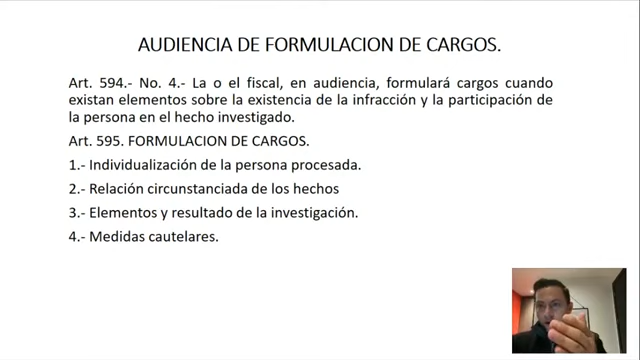 AUDIENCIA DE FORMULACION DE CARGOS.
Art. 594.- No. 4.- La o el fiscal, en audiencia, formulará cargos cuando
existan elementos sobre la existencia de la infracción y la participación de
la persona en el hecho investigado.
Art. 595. FORMULACION DE CARGOS.
1.- Individualización de la persona procesada.
2.- Relación circunstanciada de los hechos
3.- Elementos y resultado de la investigación.
4.- Medidas cautelares.